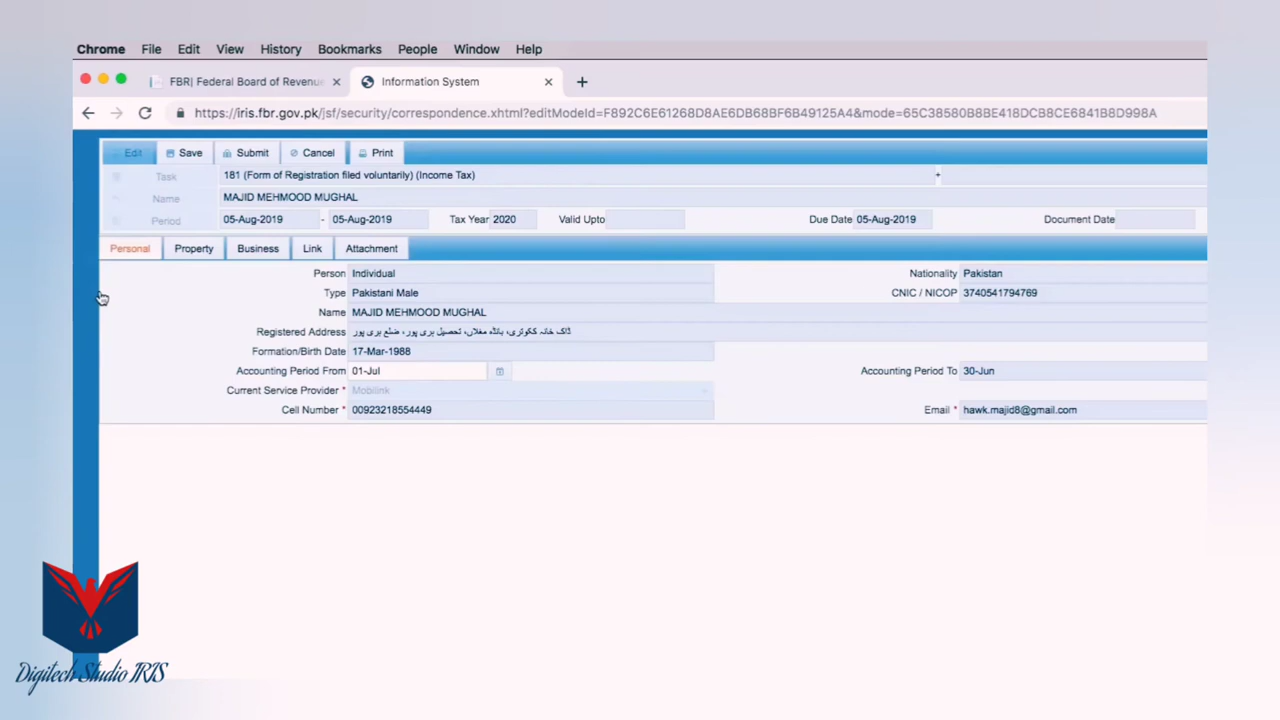 Chrome File Edit View History Bookmarks People Window Help
FBR| Federal Board of Revenue Information System
https://iris.fbr.gov.pk/jsf/security/correspondence.xhtml?editModeId=F892C6E61268D8AE6DB68BF6B49125A4&mode=65C38580B8BE418DCB8CE6841B8D998A
Edit Save Submit Cancel Print
Task 181 (Form of Registration filed voluntarily) (Income Tax) +
Name MAJID MEHMOOD MUGHAL
Period 05-Aug-2019 - 05-Aug-2019 Tax Year 2020 Valid Upto Due Date 05-Aug-2019 Document Date
Personal Property Business Link Attachment
Person Individual Nationality Pakistan
Type Pakistani Male CNIC / NICOP 3740541794769
Name MAJID MEHMOOD MUGHAL
Registered Address ڈاک خانہ ککوتری، بانڈہ مغلاں، تحصیل ہری پور، ضلع ہری پور
Formation/Birth Date 17-Mar-1988
Accounting Period From 01-Jul Accounting Period To 30-Jun
Current Service Provider * Mobilink
Cell Number * 00923218554449 Email * hawk.majid8@gmail.com
Digitech Studio IRIS